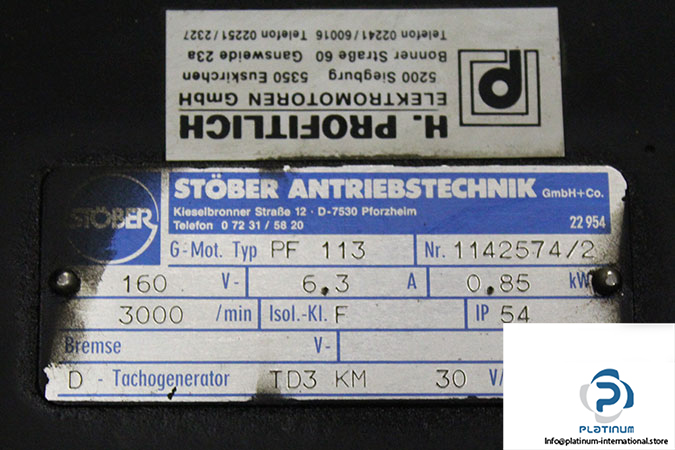 H. PROFITLICH
ELEKTROMOTOREN GmbH
5200 Siegburg 5350 Euskirchen
Bonner Straße 60 Gansweide 23a
Telefon 02241/60016 Telefon 02251/2327
STÖBER
STÖBER ANTRIEBSTECHNIK GmbH+Co.
Kieselbronner Straße 12 · D-7530 Pforzheim
Telefon 0 72 31 / 58 20
22 954
G-Mot. Typ PF 113 Nr. 1142574/2
160 V- 6,3 A 0,85 kW
3000 /min Isol.-Kl. F IP 54
Bremse V-
D - Tachogenerator TD3 KM 30 V/
PLATINUM
Info@platinum-international.store